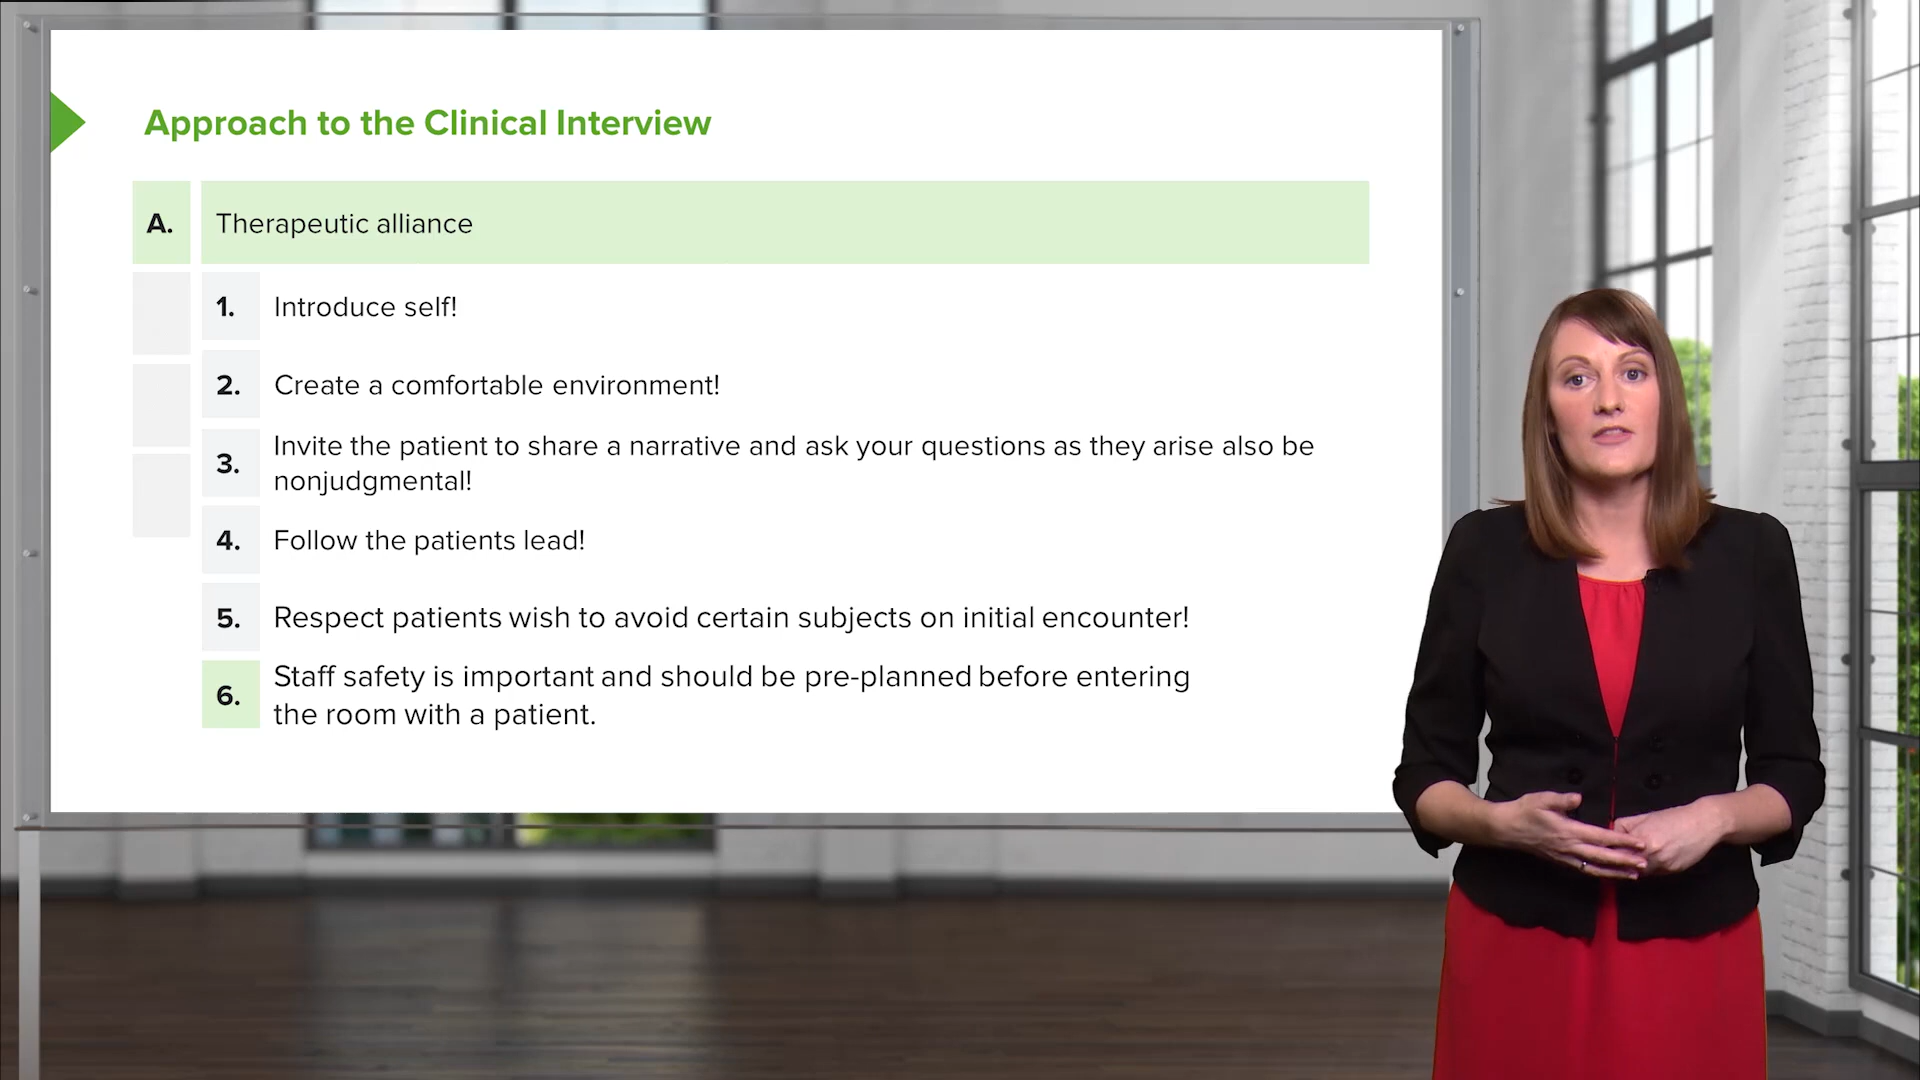 Approach to the Clinical Interview
A. Therapeutic alliance
1. Introduce self!
2. Create a comfortable environment!
3. Invite the patient to share a narrative and ask your questions as they arise also be
nonjudgmental!
4. Follow the patients lead!
5. Respect patients wish to avoid certain subjects on initial encounter!
6. Staff safety is important and should be pre-planned before entering
the room with a patient.